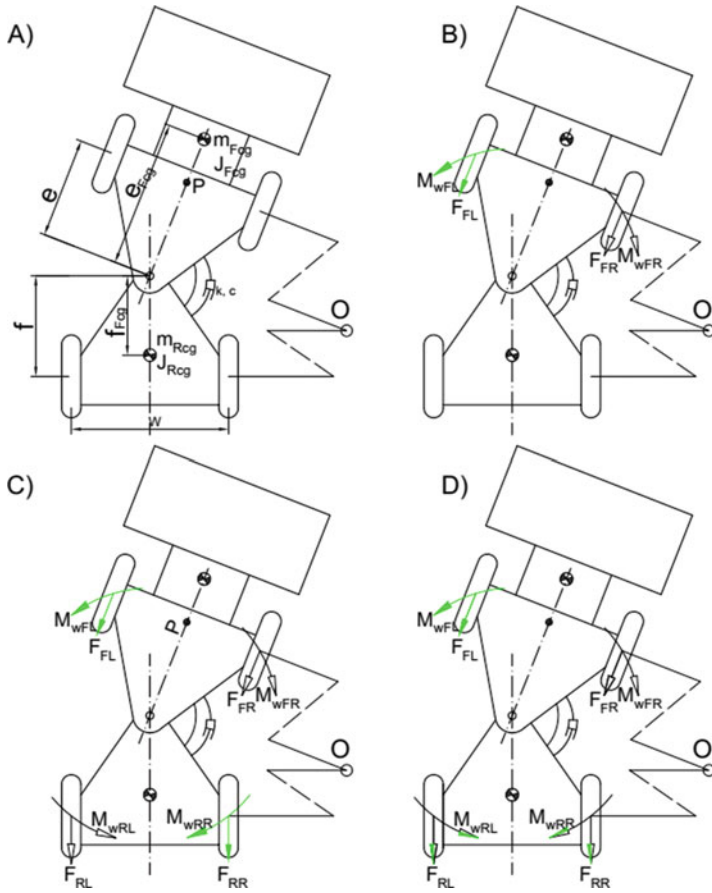 A)
m_Fcg
J_Fcg
e
e_Fcg
P
k, c
f
f_Fcg
m_Rcg
J_Rcg
w
O
B)
M_wFL
F_FL
F_FR
M_wFR
O
C)
M_wFL
F_FL
P
F_FR
M_wFR
O
M_wRL
M_wRR
F_RL
F_RR
D)
M_wFL
F_FL
F_FR
M_wFR
O
M_wRL
M_wRR
F_RL
F_RR